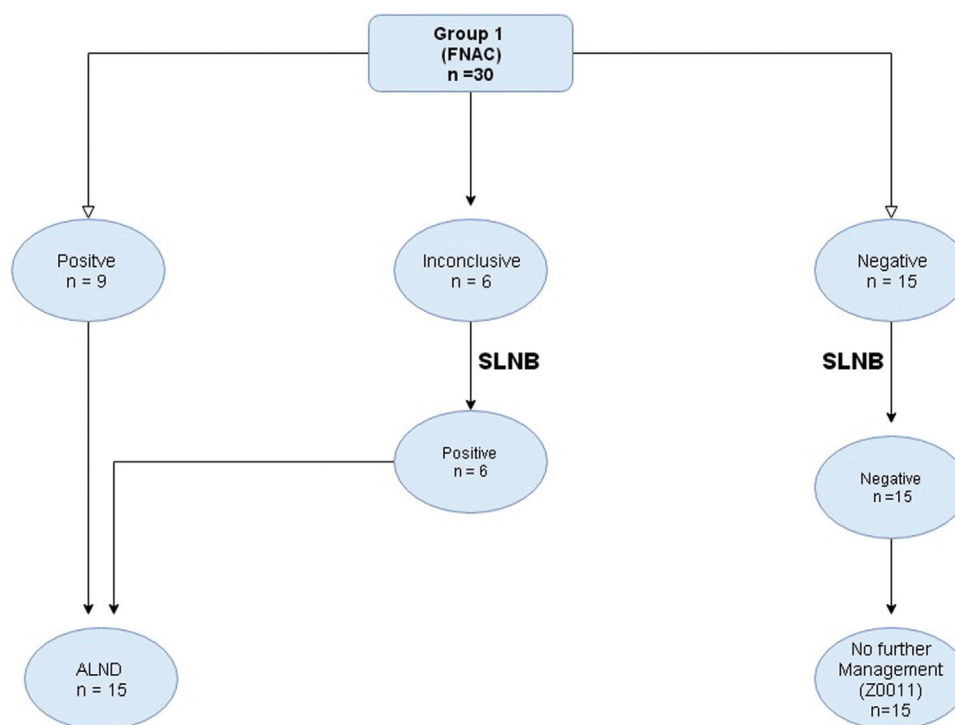 Group 1
(FNAC)
n =30
Positve
n = 9
Inconclusive
n = 6
Negative
n = 15
SLNB
SLNB
Positive
n = 6
Negative
n =15
ALND
n = 15
No further
Management
(Z0011)
n=15